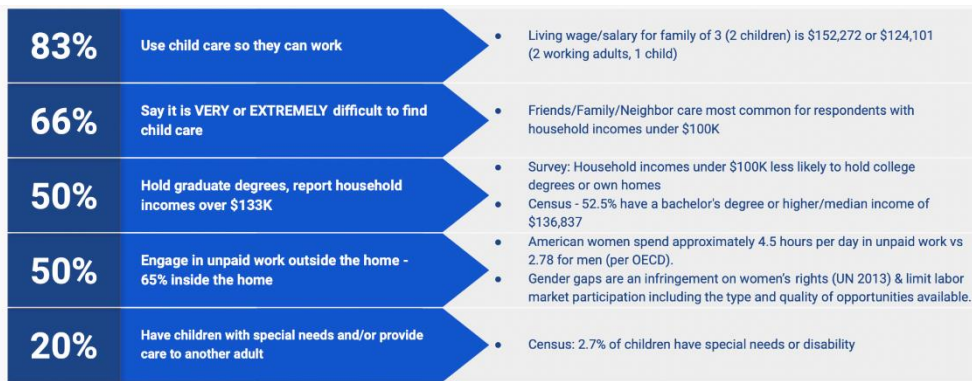 83%
Use child care so they can work
• Living wage/salary for family of 3 (2 children) is $152,272 or $124,101
(2 working adults, 1 child)
66%
Say it is VERY or EXTREMELY difficult to find
child care
• Friends/Family/Neighbor care most common for respondents with
household incomes under $100K
50%
Hold graduate degrees, report household
incomes over $133K
• Survey: Household incomes under $100K less likely to hold college
degrees or own homes
• Census - 52.5% have a bachelor's degree or higher/median income of
$136,837
50%
Engage in unpaid work outside the home -
65% inside the home
• American women spend approximately 4.5 hours per day in unpaid work vs
2.78 for men (per OECD).
• Gender gaps are an infringement on women's rights (UN 2013) & limit labor
market participation including the type and quality of opportunities available.
20%
Have children with special needs and/or provide
care to another adult
• Census: 2.7% of children have special needs or disability